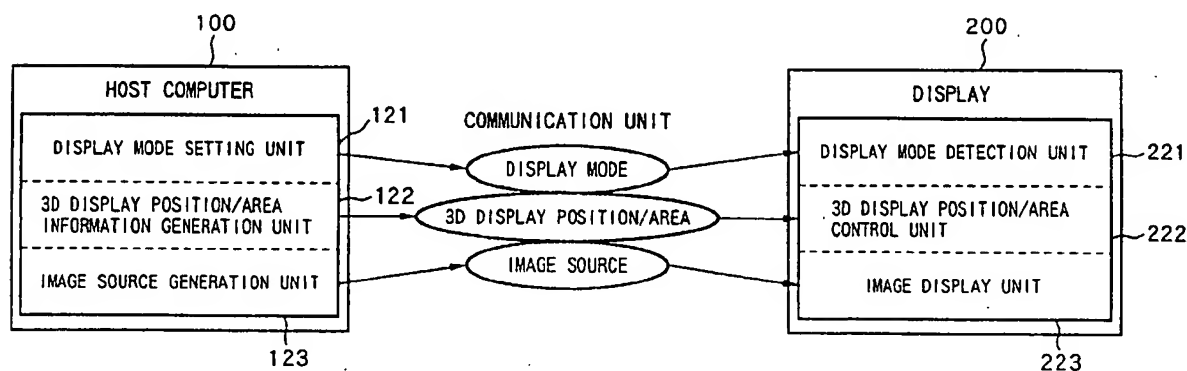 100
HOST COMPUTER
121
DISPLAY MODE SETTING UNIT
122
3D DISPLAY POSITION/AREA
INFORMATION GENERATION UNIT
IMAGE SOURCE GENERATION UNIT
123
COMMUNICATION UNIT
DISPLAY MODE
3D DISPLAY POSITION/AREA
IMAGE SOURCE
200
DISPLAY
DISPLAY MODE DETECTION UNIT
221
3D DISPLAY POSITION/AREA
CONTROL UNIT
222
IMAGE DISPLAY UNIT
223